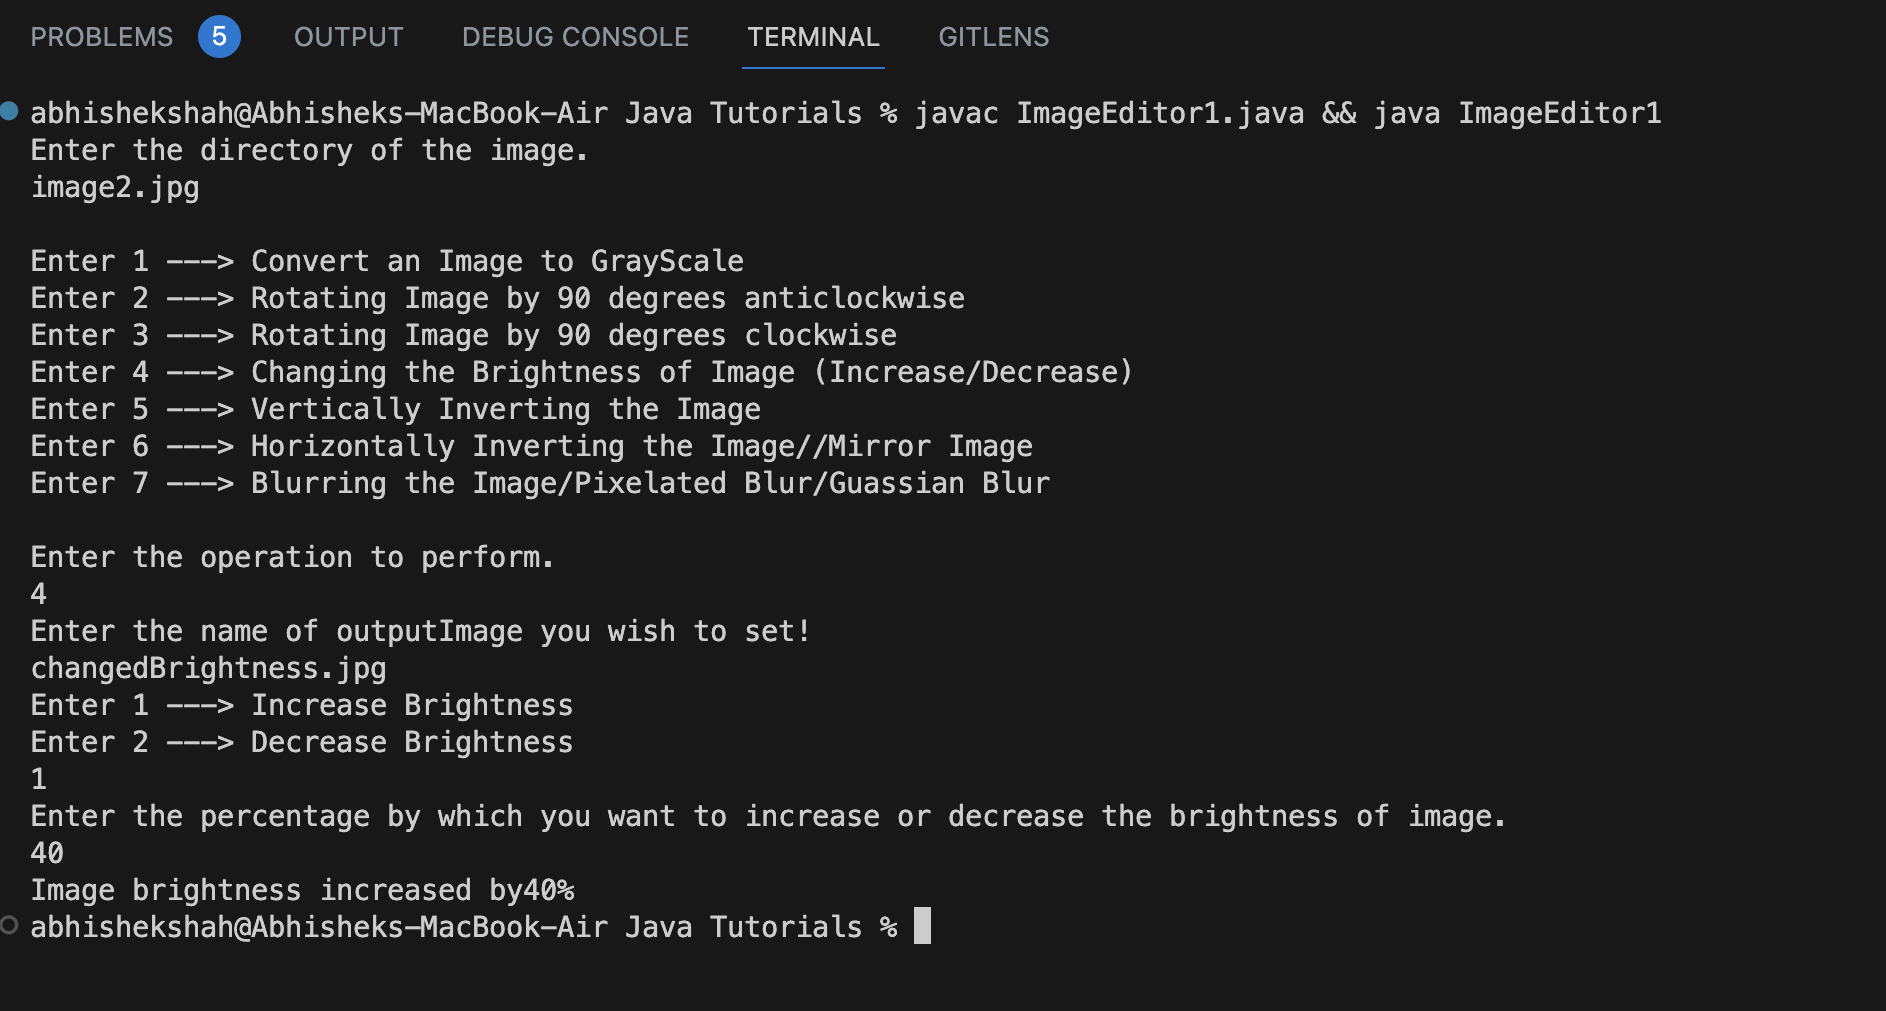 PROBLEMS 5 OUTPUT DEBUG CONSOLE TERMINAL GITLENS
abhishekshah@Abhisheks-MacBook-Air Java Tutorials % javac ImageEditor1.java && java ImageEditor1
Enter the directory of the image.
image2.jpg
Enter 1 ---> Convert an Image to GrayScale
Enter 2 ---> Rotating Image by 90 degrees anticlockwise
Enter 3 ---> Rotating Image by 90 degrees clockwise
Enter 4 ---> Changing the Brightness of Image (Increase/Decrease)
Enter 5 ---> Vertically Inverting the Image
Enter 6 ---> Horizontally Inverting the Image//Mirror Image
Enter 7 ---> Blurring the Image/Pixelated Blur/Guassian Blur
Enter the operation to perform.
4
Enter the name of outputImage you wish to set!
changedBrightness.jpg
Enter 1 ---> Increase Brightness
Enter 2 ---> Decrease Brightness
1
Enter the percentage by which you want to increase or decrease the brightness of image.
40
Image brightness increased by40%
abhishekshah@Abhisheks-MacBook-Air Java Tutorials %